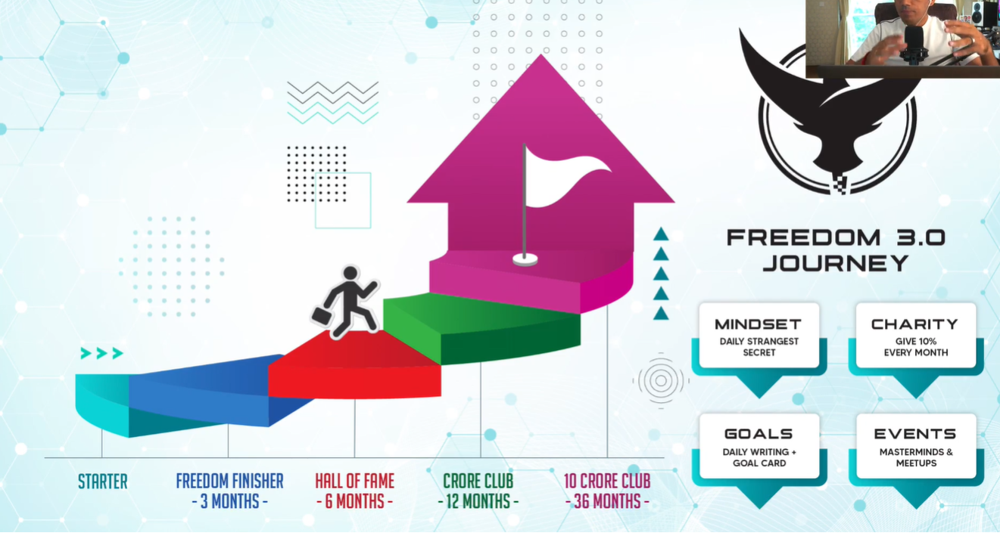 FREEDOM 3.0
JOURNEY
MINDSET
DAILY STRANGEST
SECRET
CHARITY
GIVE 10%
EVERY MONTH
GOALS
DAILY WRITING +
GOAL CARD
EVENTS
MASTERMINDS &
MEETUPS
STARTER
FREEDOM FINISHER
- 3 MONTHS -
HALL OF FAME
- 6 MONTHS -
CRORE CLUB
- 12 MONTHS -
10 CRORE CLUB
- 36 MONTHS -